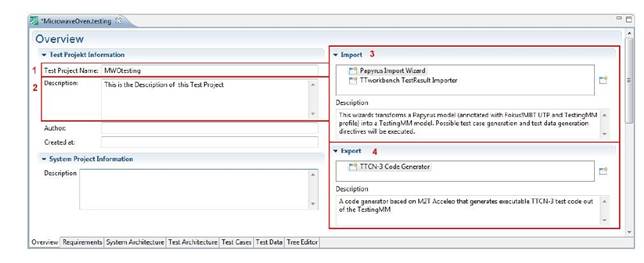 *MicrowaveOven.testing
Overview
Test Projekt Information
1
Test Project Name: MWOtesting
2
Description: This is the Description of this Test Project
Author:
Created at:
System Project Information
Description
Import 3
Papyrus Import Wizard
TTworkbench TestResult Importer
Description
This wizards transforms a Papyrus model (annotated with Fokus!MBT UTP and TestingMM
profile) into a TestingMM model. Possible test case generation and test data generation
directives will be executed.
Export 4
TTCN-3 Code Generator
Description
A code generator based on M2T Acceleo that generates executable TTCN-3 test code out
of the TestingMM
Overview Requirements System Architecture Test Architecture Test Cases Test Data Tree Editor